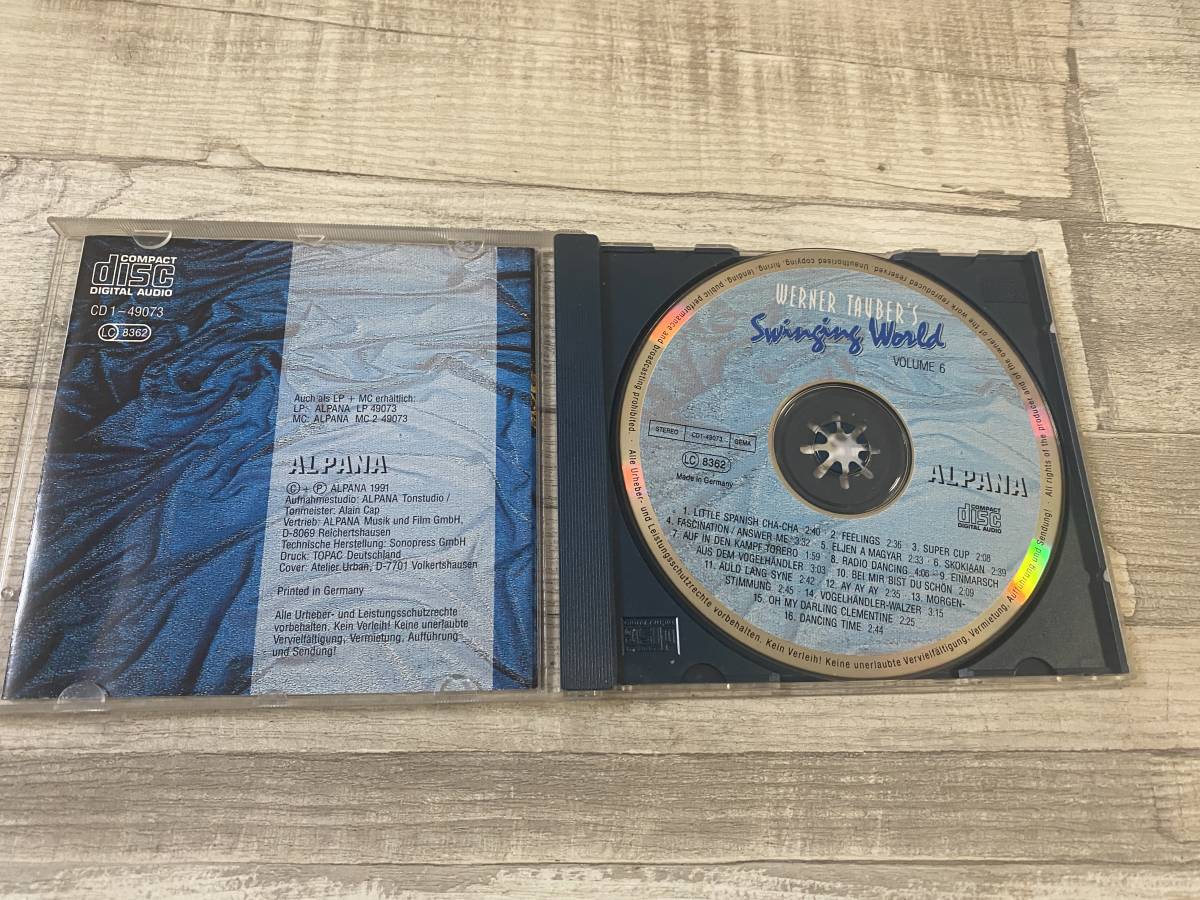 COMPACT
disc
DIGITAL AUDIO
CD 1-49073
LC 8362
Auch als LP + MC erhältlich:
LP: ALPANA LP 49073
MC: ALPANA MC 2 49073
ALPANA
© + ℗ ALPANA 1991
Aufnahmestudio: ALPANA Tonstudio /
Tonmeister: Alain Cap
Vertrieb: ALPANA Musik und Film GmbH,
D-8069 Reichertshausen
Technische Herstellung: Sonopress GmbH
Druck: TOPAC Deutschland
Cover: Atelier Urban, D-7701 Volkertshausen
Printed in Germany
Alle Urheber- und Leistungsschutzrechte
vorbehalten. Kein Verleih! Keine unerlaubte
Vervielfältigung, Vermietung, Aufführung
und Sendung!
WERNER TAUBER'S
Swinging World
VOLUME 6
STEREO CD1-49073 GEMA
LC 8362
Made in Germany
ALPANA
COMPACT
disc
DIGITAL AUDIO
1. LITTLE SPANISH CHA-CHA 2:40 2. FEELINGS 2:36 3. SUPER CUP 2:08
4. FASCINATION / ANSWER ME 3:32 5. ELJEN A MAGYAR 2:33 6. SKOKIAAN 2:39
7. AUF IN DEN KAMPF, TORERO 1:59 8. RADIO DANCING 4:06 9. EINMARSCH
AUS DEM VOGELHÄNDLER 3:03 10. BEI MIR BIST DU SCHÖN 2:09
11. AULD LANG SYNE 2:42 12. AY AY AY 2:35 13. MORGEN-
STIMMUNG 2:45 14. VOGELHÄNDLER-WALZER 3.15
15. OH MY DARLING CLEMENTINE 2:25
16. DANCING TIME 2:44
Alle Urheber- und Leistungsschutzrechte vorbehalten. Kein Verleih! Keine unerlaubte Vervielfältigung, Vermietung, Aufführung und Sendung! · All rights of the producer and of the owner of the work reproduced reserved. Unauthorised copying, hiring, lending, public performance and broadcasting prohibited ·